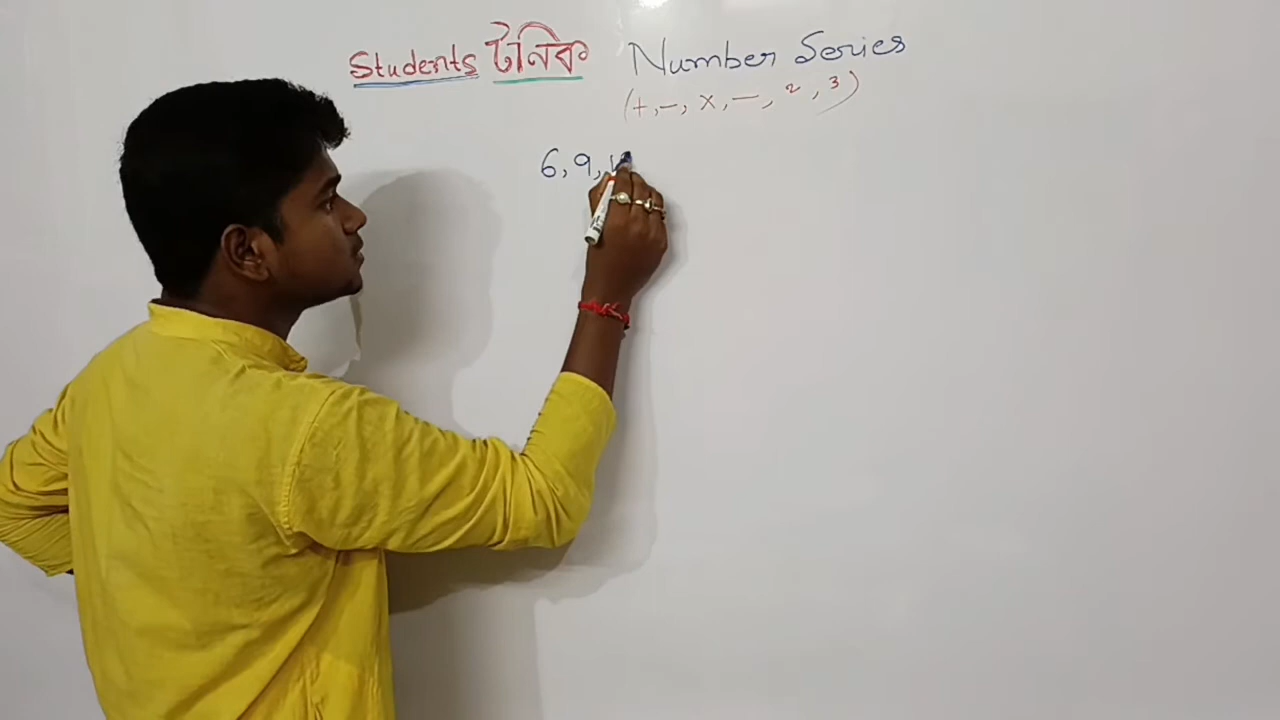 Students টনিক Number Series
(+, -, x, —, ², ³)
6, 9,